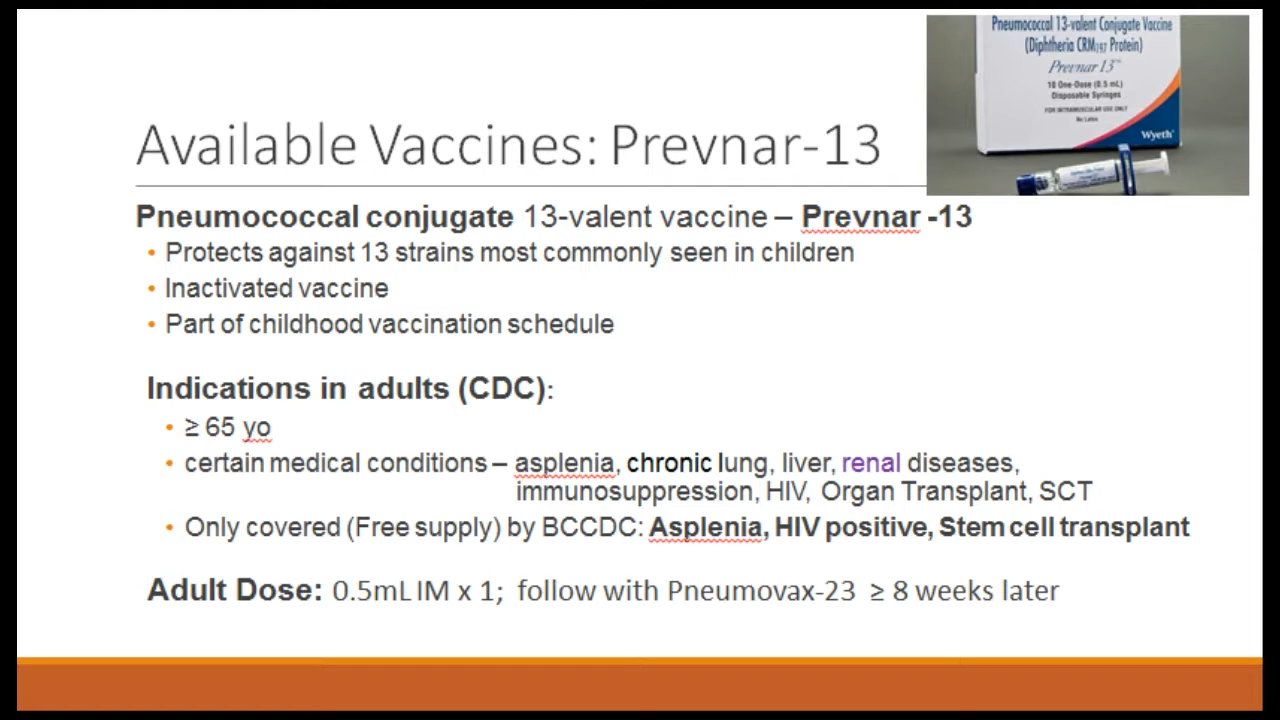 Pneumococcal 13-valent Conjugate Vaccine
(Diphtheria CRM197 Protein)
Prevnar 13™
10 One-Dose (0.5 mL)
Disposable Syringes
FOR INTRAMUSCULAR USE ONLY
No Latex
Wyeth®
Available Vaccines: Prevnar-13
Pneumococcal conjugate 13-valent vaccine – Prevnar -13
• Protects against 13 strains most commonly seen in children
• Inactivated vaccine
• Part of childhood vaccination schedule
Indications in adults (CDC):
• ≥ 65 yo
• certain medical conditions – asplenia, chronic lung, liver, renal diseases,
immunosuppression, HIV, Organ Transplant, SCT
• Only covered (Free supply) by BCCDC: Asplenia, HIV positive, Stem cell transplant
Adult Dose: 0.5mL IM x 1; follow with Pneumovax-23 ≥ 8 weeks later